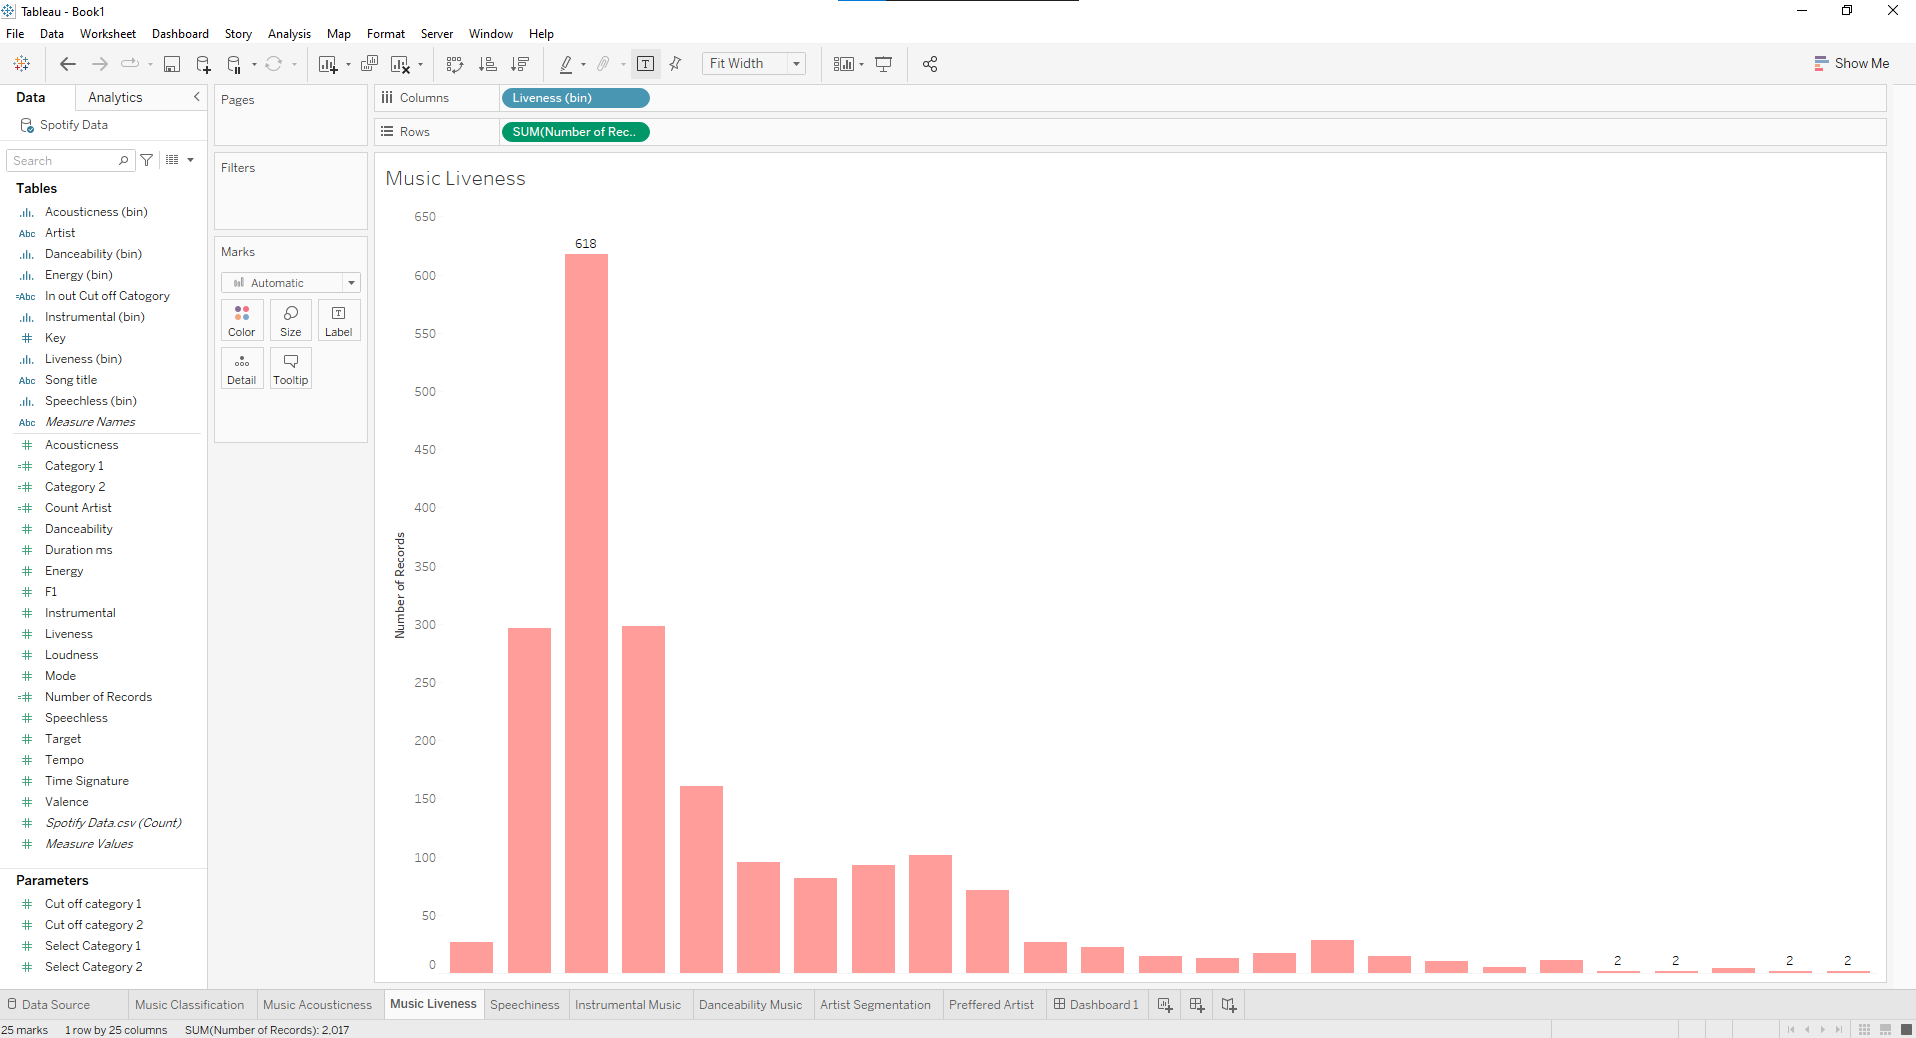 Tableau - Book1
File Data Worksheet Dashboard Story Analysis Map Format Server Window Help
Fit Width
Show Me
Data Analytics
Spotify Data
Search
Tables
Acousticness (bin)
Abc Artist
Danceability (bin)
Energy (bin)
=Abc In out Cut off Catogory
Instrumental (bin)
# Key
Liveness (bin)
Abc Song title
Speechless (bin)
Abc Measure Names
# Acousticness
=# Category 1
=# Category 2
=# Count Artist
# Danceability
# Duration ms
# Energy
# F1
# Instrumental
# Liveness
# Loudness
# Mode
=# Number of Records
# Speechless
# Target
# Tempo
# Time Signature
# Valence
# Spotify Data.csv (Count)
# Measure Values
Parameters
# Cut off category 1
# Cut off category 2
# Select Category 1
# Select Category 2
Pages
Filters
Marks
Automatic
Color Size Label
Detail Tooltip
Columns Liveness (bin)
Rows SUM(Number of Rec..
Music Liveness
650
600
550
500
450
400
350
300
250
200
150
100
50
0
Number of Records
618
2 2 2 2
Data Source Music Classification Music Acousticness Music Liveness Speechiness Instrumental Music Danceability Music Artist Segmentation Preffered Artist Dashboard 1
25 marks 1 row by 25 columns SUM(Number of Records): 2,017